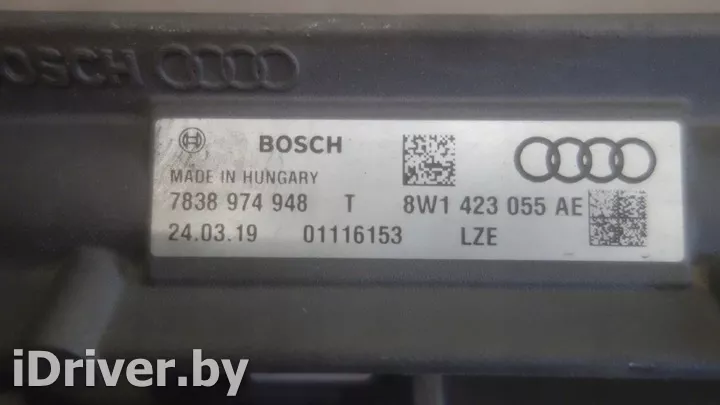 BOSCH
BOSCH
MADE IN HUNGARY
7838 974 948 T 8W1 423 055 AE
24.03.19 01116153 LZE
iDriver.by